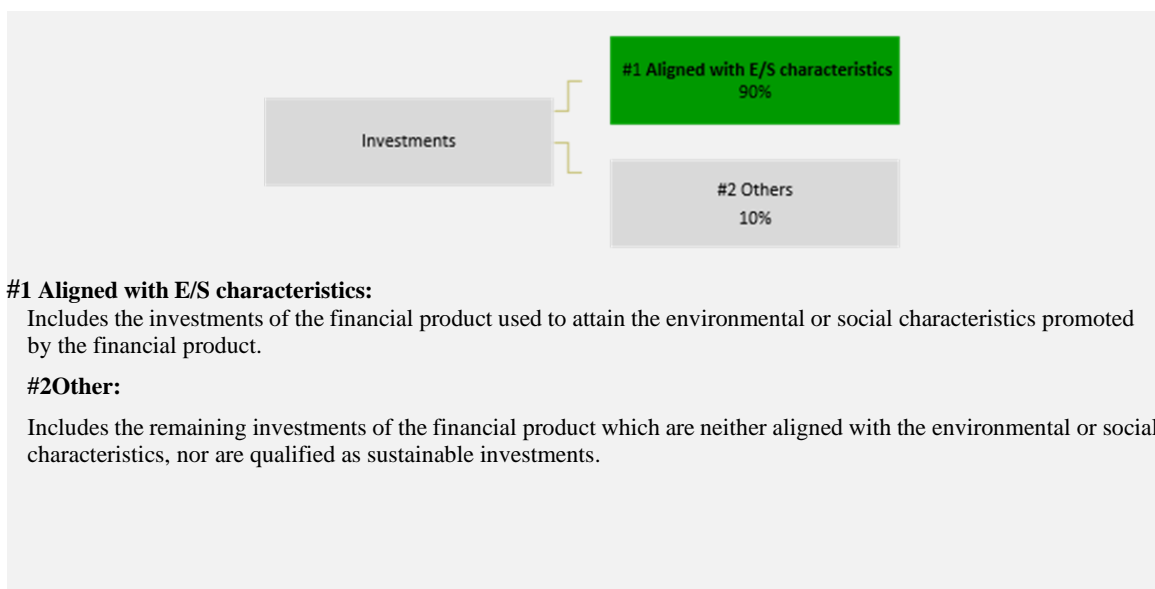 #1 Aligned with E/S characteristics
90%
Investments
#2 Others
10%
#1 Aligned with E/S characteristics:
Includes the investments of the financial product used to attain the environmental or social characteristics promoted
by the financial product.
#2Other:
Includes the remaining investments of the financial product which are neither aligned with the environmental or social
characteristics, nor are qualified as sustainable investments.